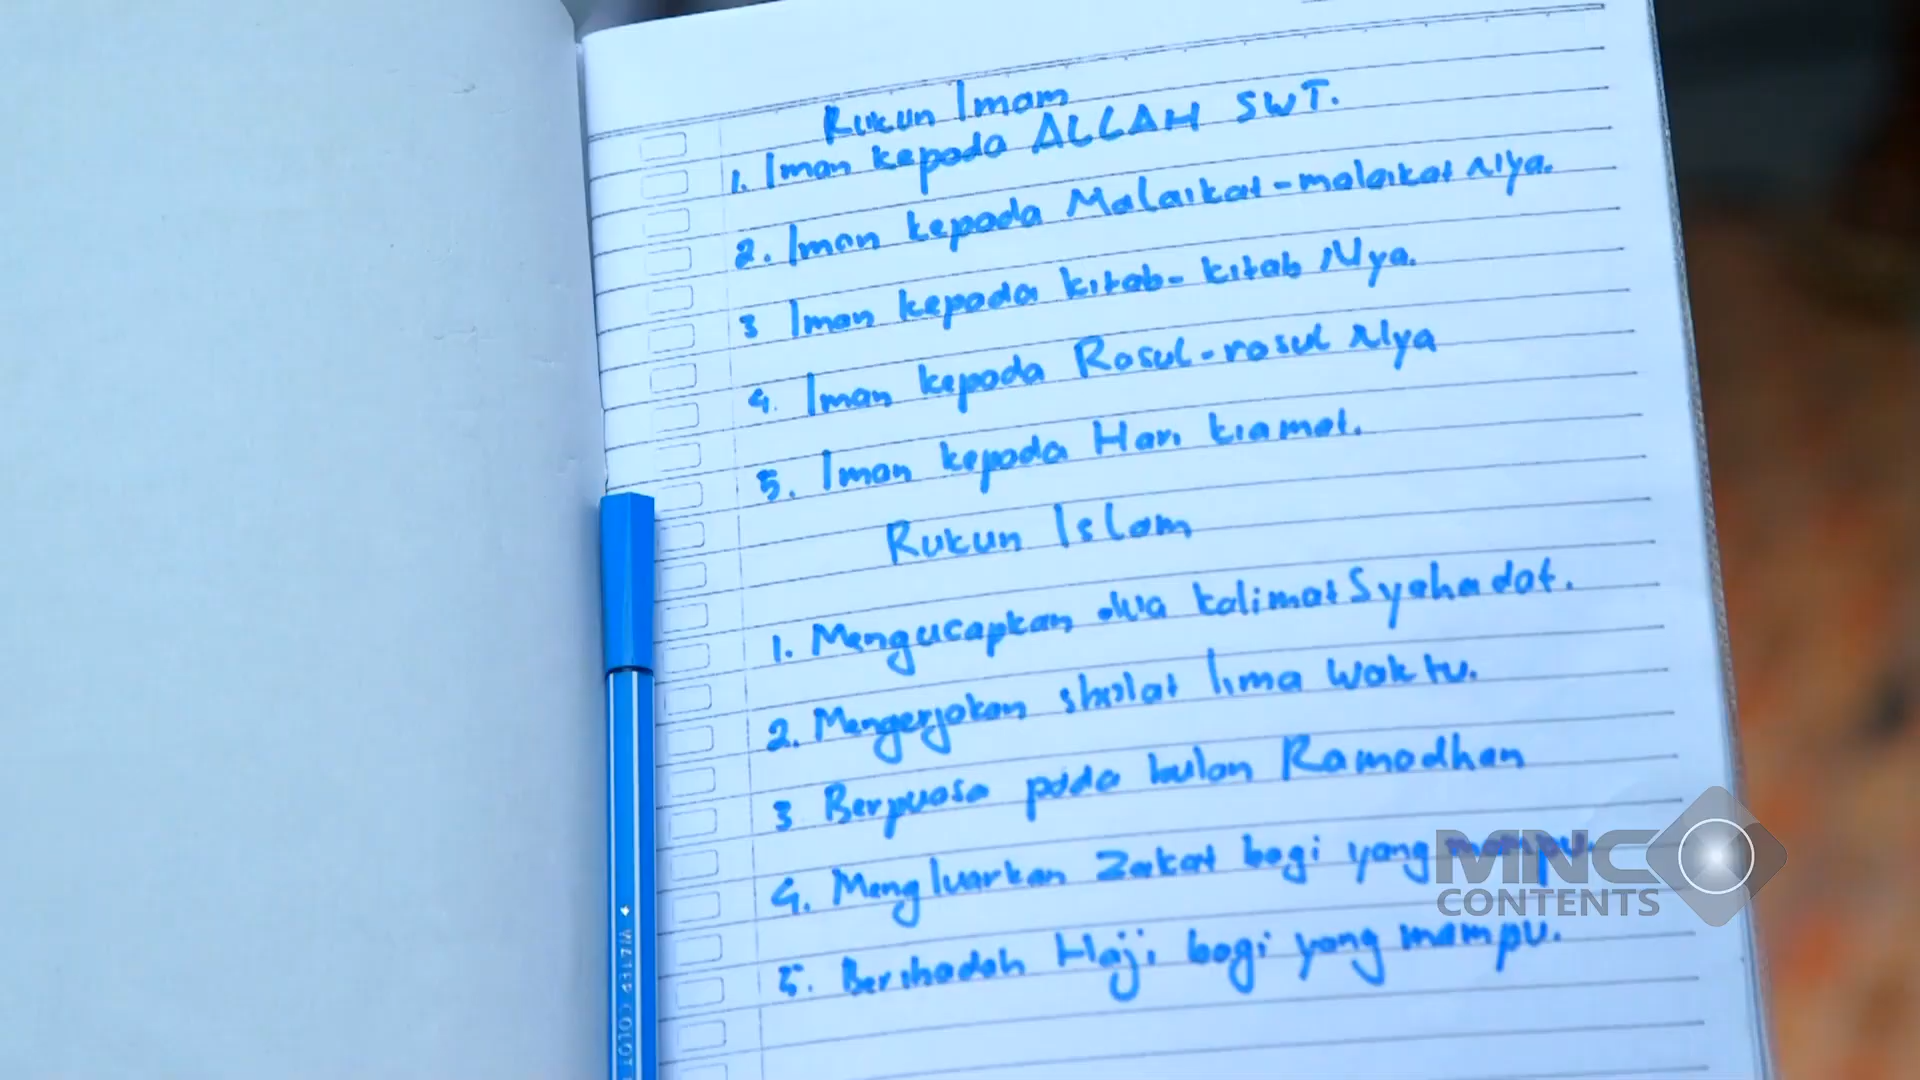 Rukun Imam
1. Iman kepada ALLAH SWT.
2. Iman kepada Malaikat-malaikat Nya.
3 Iman kepada kitab-kitab Nya.
4. Iman kepada Rosul-rosul Nya
5. Iman kepada Hari kiamat.
Rukun Islam
1. Mengucapkan dua kalimat Syahadat.
2. Mengerjakan sholat lima waktu.
3 Berpuasa pada bulan Ramadhan
4. Mengluarkan Zakat bagi yang mampu.
5. Beribadah Haji bagi yang mampu.
MNC
CONTENTS